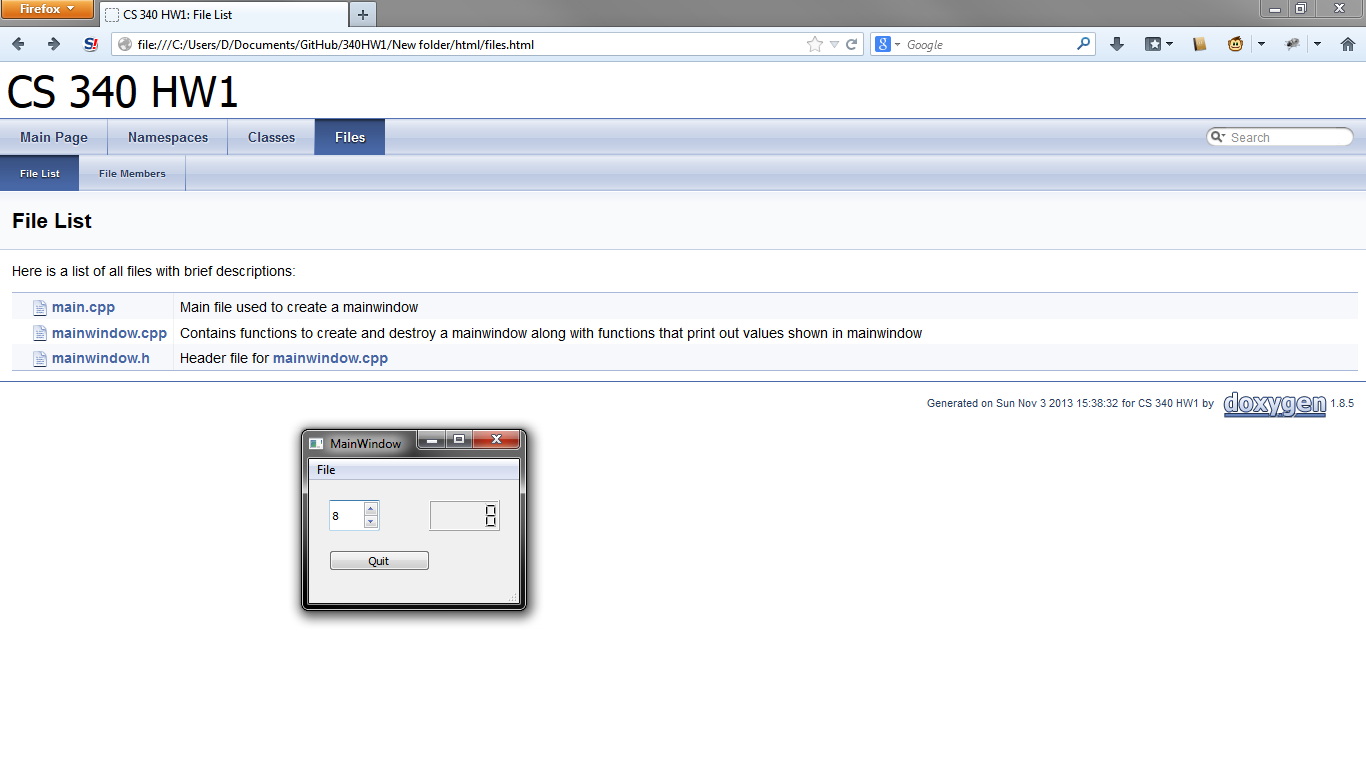 Firefox
CS 340 HW1: File List
file:///C:/Users/D/Documents/GitHub/340HW1/New folder/html/files.html
Google
CS 340 HW1
Main Page Namespaces Classes Files Search
File List File Members
File List
Here is a list of all files with brief descriptions:
main.cpp Main file used to create a mainwindow
mainwindow.cpp Contains functions to create and destroy a mainwindow along with functions that print out values shown in mainwindow
mainwindow.h Header file for mainwindow.cpp
Generated on Sun Nov 3 2013 15:38:32 for CS 340 HW1 by doxygen 1.8.5
MainWindow
File
8 0
Quit